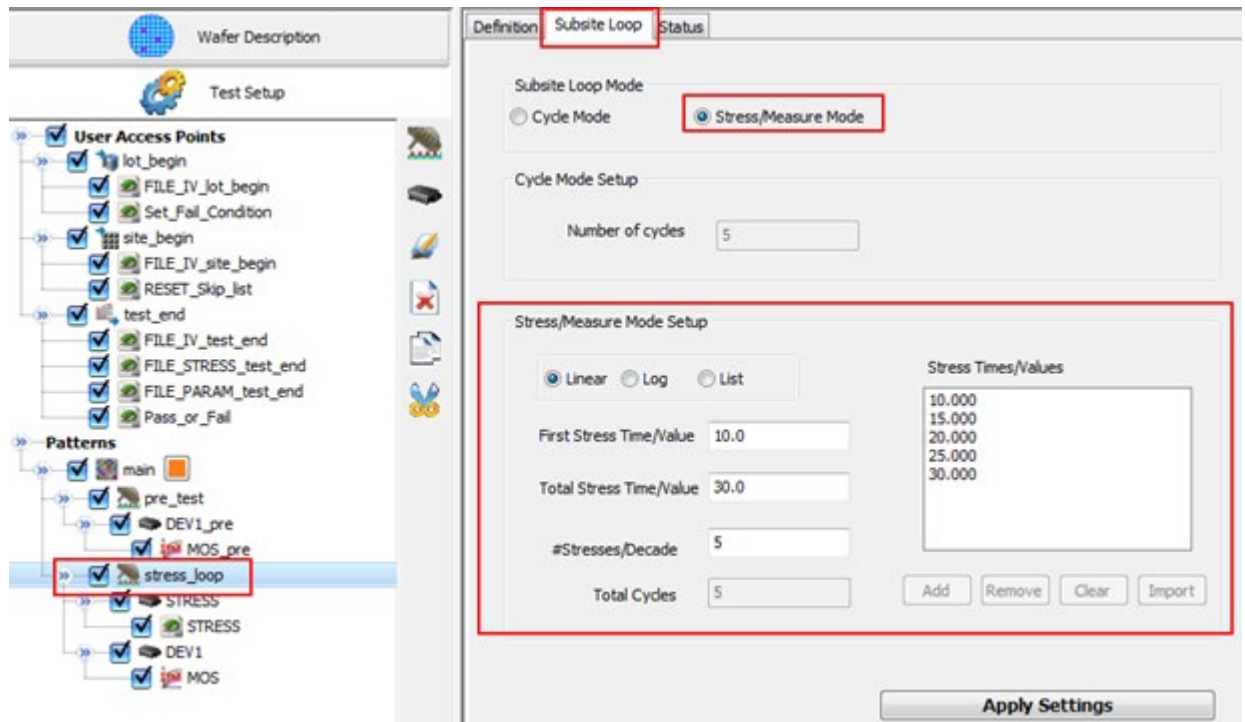 Wafer Description
Test Setup
User Access Points
lot_begin
FILE_IV_lot_begin
Set_Fail_Condition
site_begin
FILE_IV_site_begin
RESET_Skip_list
test_end
FILE_IV_test_end
FILE_STRESS_test_end
FILE_PARAM_test_end
Pass_or_Fail
Patterns
main
pre_test
DEV1_pre
MOS_pre
stress_loop
STRESS
STRESS
DEV1
MOS
Definition Subsite Loop Status
Subsite Loop Mode
Cycle Mode Stress/Measure Mode
Cycle Mode Setup
Number of cycles 5
Stress/Measure Mode Setup
Linear Log List
First Stress Time/Value 10.0
Total Stress Time/Value 30.0
#Stresses/Decade 5
Total Cycles 5
Stress Times/Values
10.000
15.000
20.000
25.000
30.000
Add Remove Clear Import
Apply Settings